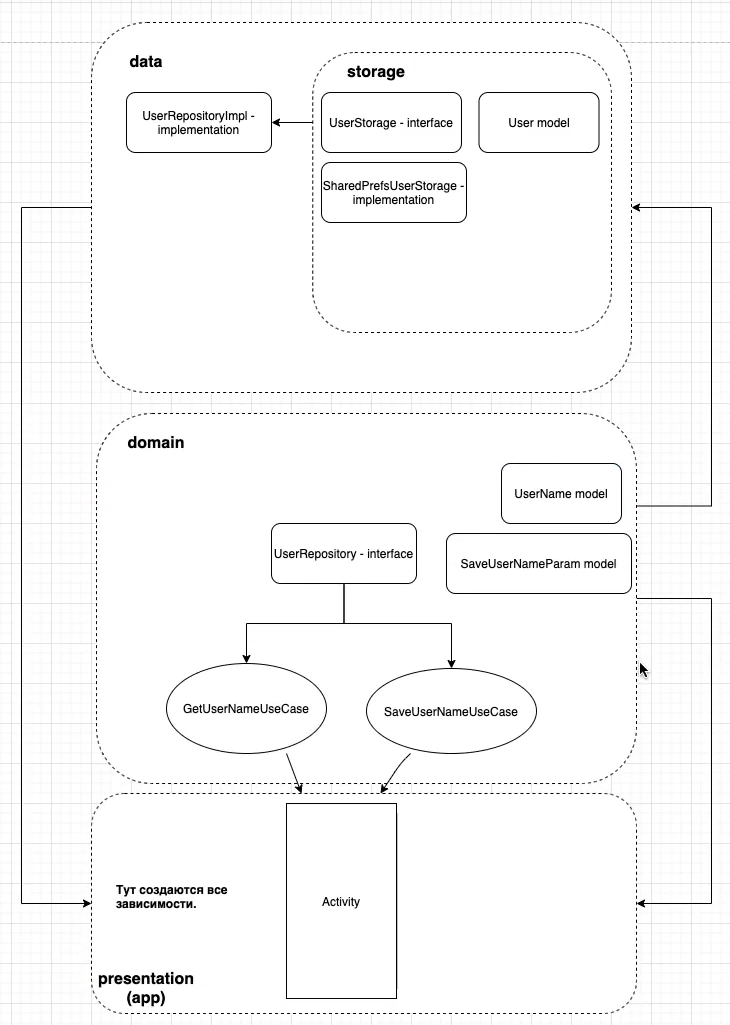 data
storage
UserRepositoryImpl -
implementation
UserStorage - interface
User model
SharedPrefsUserStorage -
implementation
domain
UserName model
UserRepository - interface
SaveUserNameParam model
GetUserNameUseCase
SaveUserNameUseCase
Тут создаются все
зависимости.
Activity
presentation
(app)